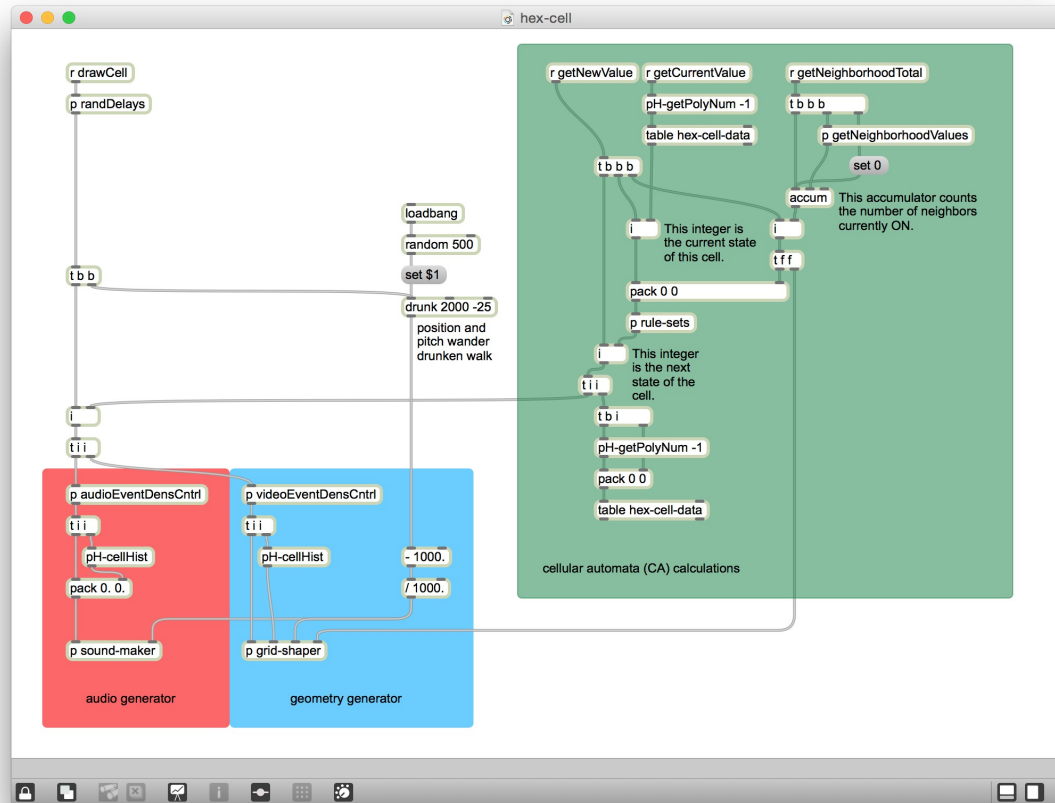 hex-cell
r drawCell
p randDelays
t b b
loadbang
random 500
set $1
drunk 2000 -25
position and
pitch wander
drunken walk
i
t i i
p audioEventDensCntrl
t i i
pH-cellHist
pack 0. 0.
p sound-maker
audio generator
p videoEventDensCntrl
t i i
pH-cellHist
- 1000.
/ 1000.
p grid-shaper
geometry generator
r getNewValue
r getCurrentValue
r getNeighborhoodTotal
pH-getPolyNum -1
t b b b
table hex-cell-data
p getNeighborhoodValues
t b b b
set 0
accum
This accumulator counts
the number of neighbors
currently ON.
i
This integer is
the current state
of this cell.
i
t f f
pack 0 0
p rule-sets
i
This integer
is the next
state of the
cell.
t i i
t b i
pH-getPolyNum -1
pack 0 0
table hex-cell-data
cellular automata (CA) calculations